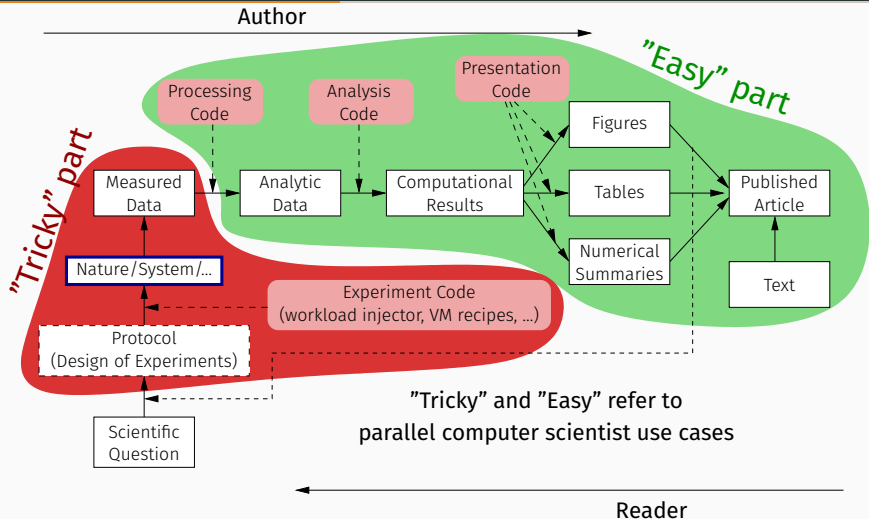 Author
"Easy" part
Presentation
Code
Processing
Code
Analysis
Code
Figures
"Tricky" part
Measured
Data
Analytic
Data
Computational
Results
Tables
Published
Article
Nature/System/...
Numerical
Summaries
Text
Experiment Code
(workload injector, VM recipes, ...)
Protocol
(Design of Experiments)
"Tricky" and "Easy" refer to
parallel computer scientist use cases
Scientific
Question
Reader